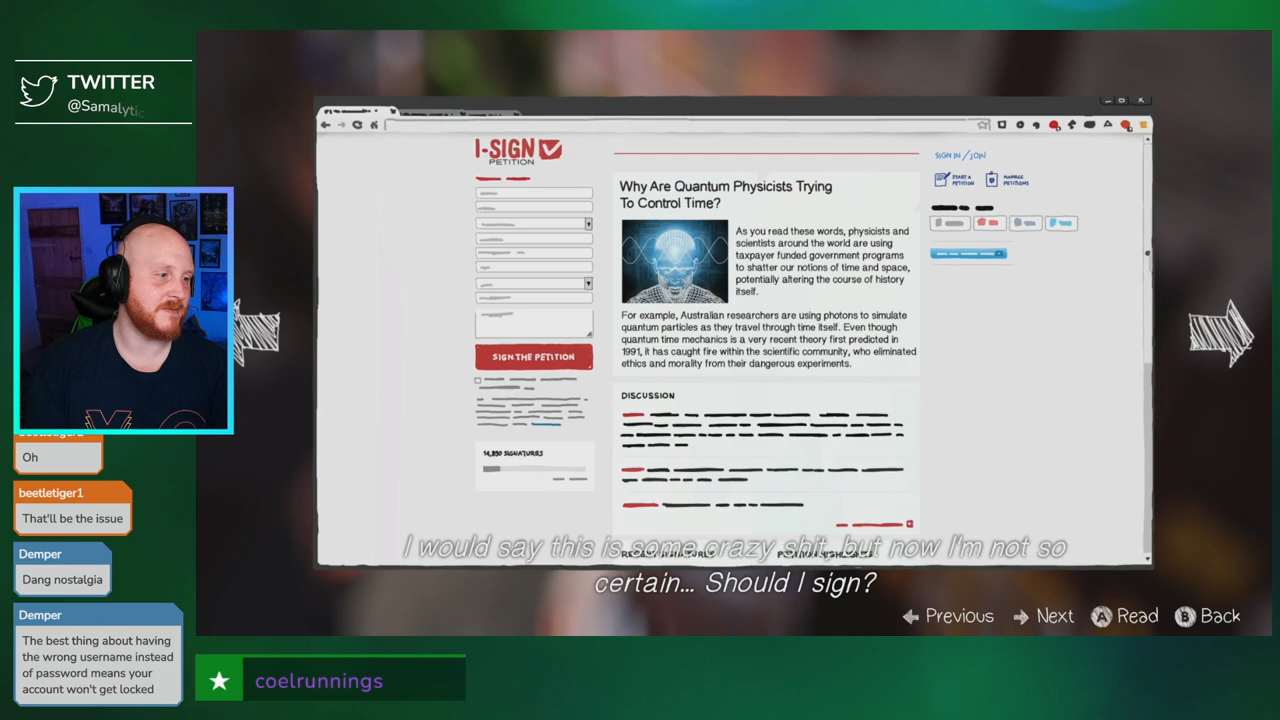 TWITTER
@Samalytic
Oh
beetletiger1
That'll be the issue
Demper
Dang nostalgia
Demper
The best thing about having
the wrong username instead
of password means your
account won't get locked
I-SIGN
PETITION
SIGN THE PETITION
14,830 SIGNATURES
Why Are Quantum Physicists Trying
To Control Time?
As you read these words, physicists and
scientists around the world are using
taxpayer funded government programs
to shatter our notions of time and space,
potentially altering the course of history
itself.
For example, Australian researchers are using photons to simulate
quantum particles as they travel through time itself. Even though
quantum time mechanics is a very recent theory first predicted in
1991, it has caught fire within the scientific community, who eliminated
ethics and morality from their dangerous experiments.
DISCUSSION
RECENT SIGNATURES
PETITION HIGHLIGHTS
SIGN IN / JOIN
START A
PETITION
MANAGE
PETITIONS
I would say this is some crazy shit, but now I'm not so
certain... Should I sign?
Previous
Next
A Read
B Back
coelrunnings